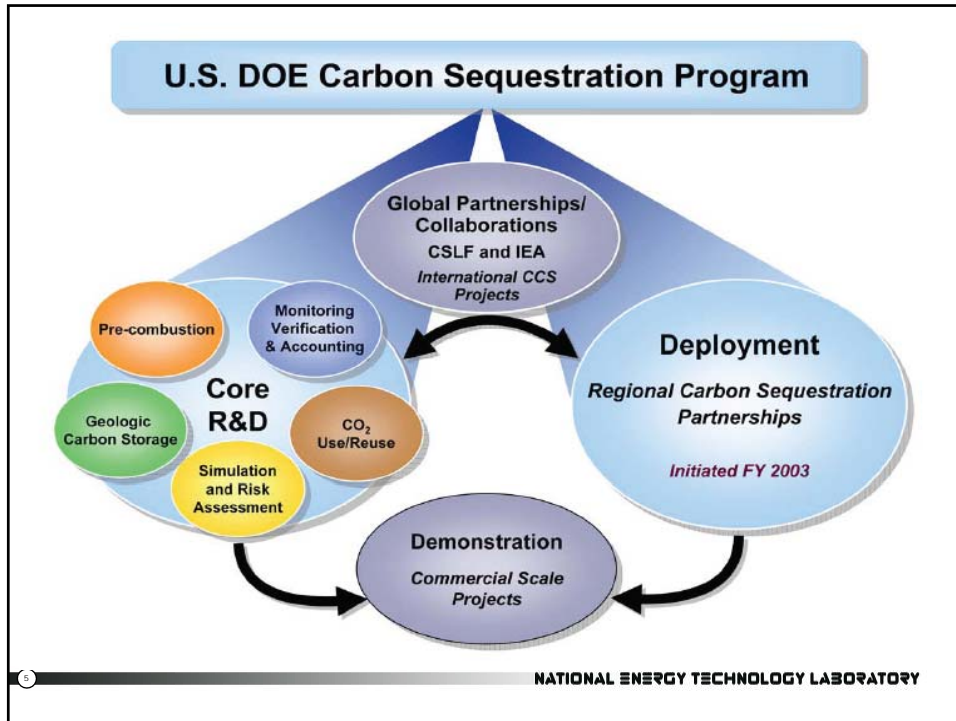 U.S. DOE Carbon Sequestration Program
Global Partnerships/
Collaborations
CSLF and IEA
International CCS
Projects
Pre-combustion
Monitoring
Verification
& Accounting
Core
R&D
Geologic
Carbon Storage
CO₂
Use/Reuse
Simulation
and Risk
Assessment
Deployment
Regional Carbon Sequestration
Partnerships
Initiated FY 2003
Demonstration
Commercial Scale
Projects
5
NATIONAL ENERGY TECHNOLOGY LABORATORY